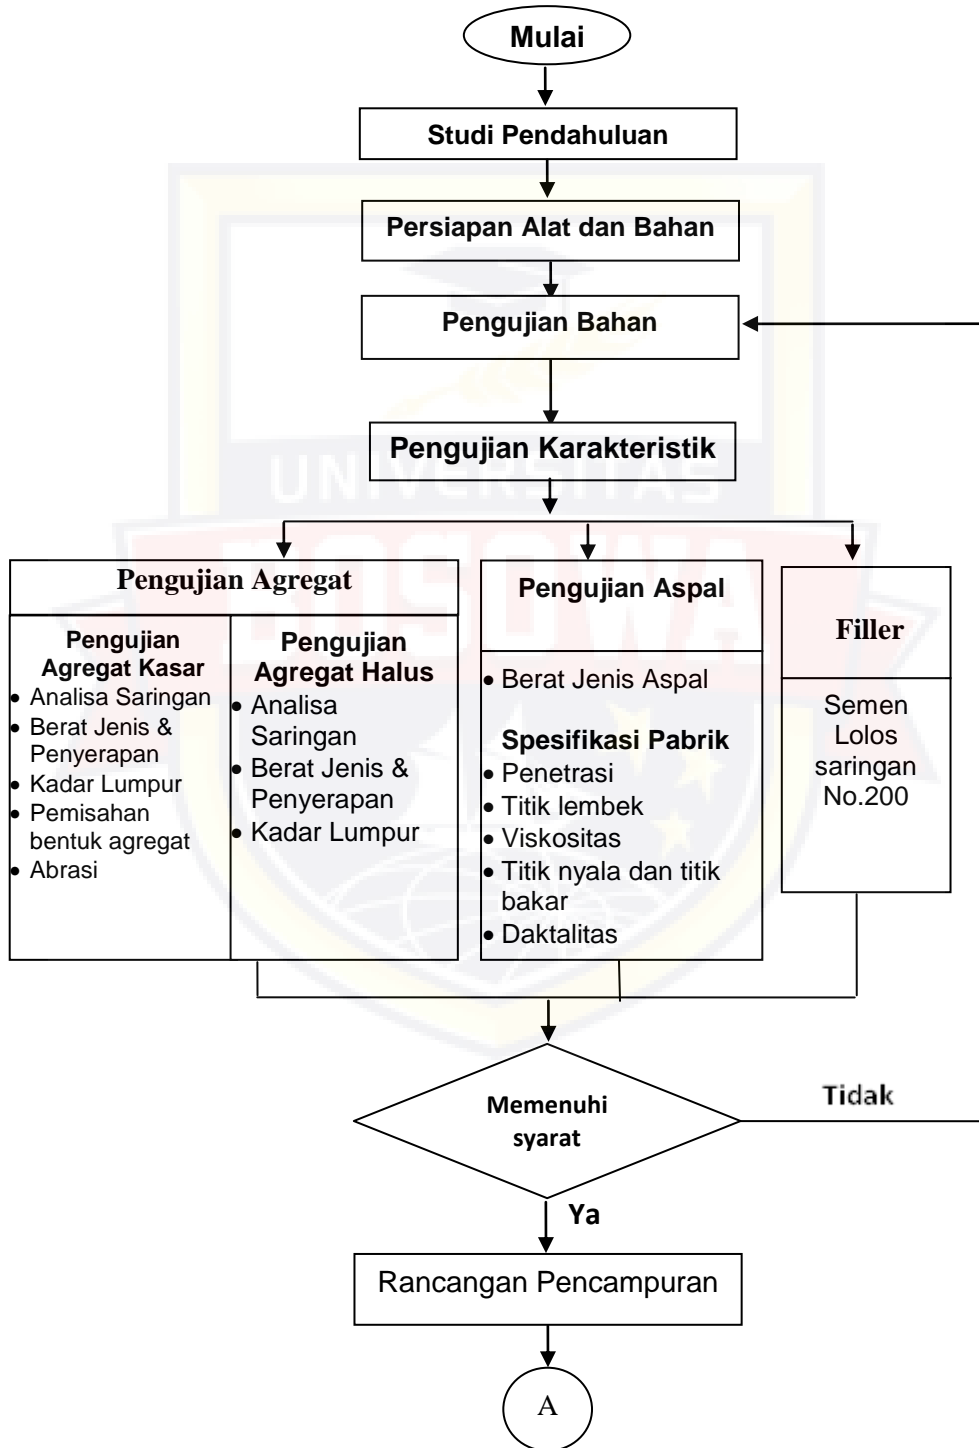 Mulai
Studi Pendahuluan
Persiapan Alat dan Bahan
Pengujian Bahan
Pengujian Karakteristik
UNIVERSITAS
BOSOWA
Pengujian Agregat
Pengujian
Agregat Kasar
• Analisa Saringan
• Berat Jenis &
Penyerapan
• Kadar Lumpur
• Pemisahan
bentuk agregat
• Abrasi
Pengujian
Agregat Halus
• Analisa
Saringan
• Berat Jenis &
Penyerapan
• Kadar Lumpur
Pengujian Aspal
• Berat Jenis Aspal
Spesifikasi Pabrik
• Penetrasi
• Titik lembek
• Viskositas
• Titik nyala dan titik
bakar
• Daktalitas
Filler
Semen
Lolos
saringan
No.200
Memenuhi
syarat
Tidak
Ya
Rancangan Pencampuran
A